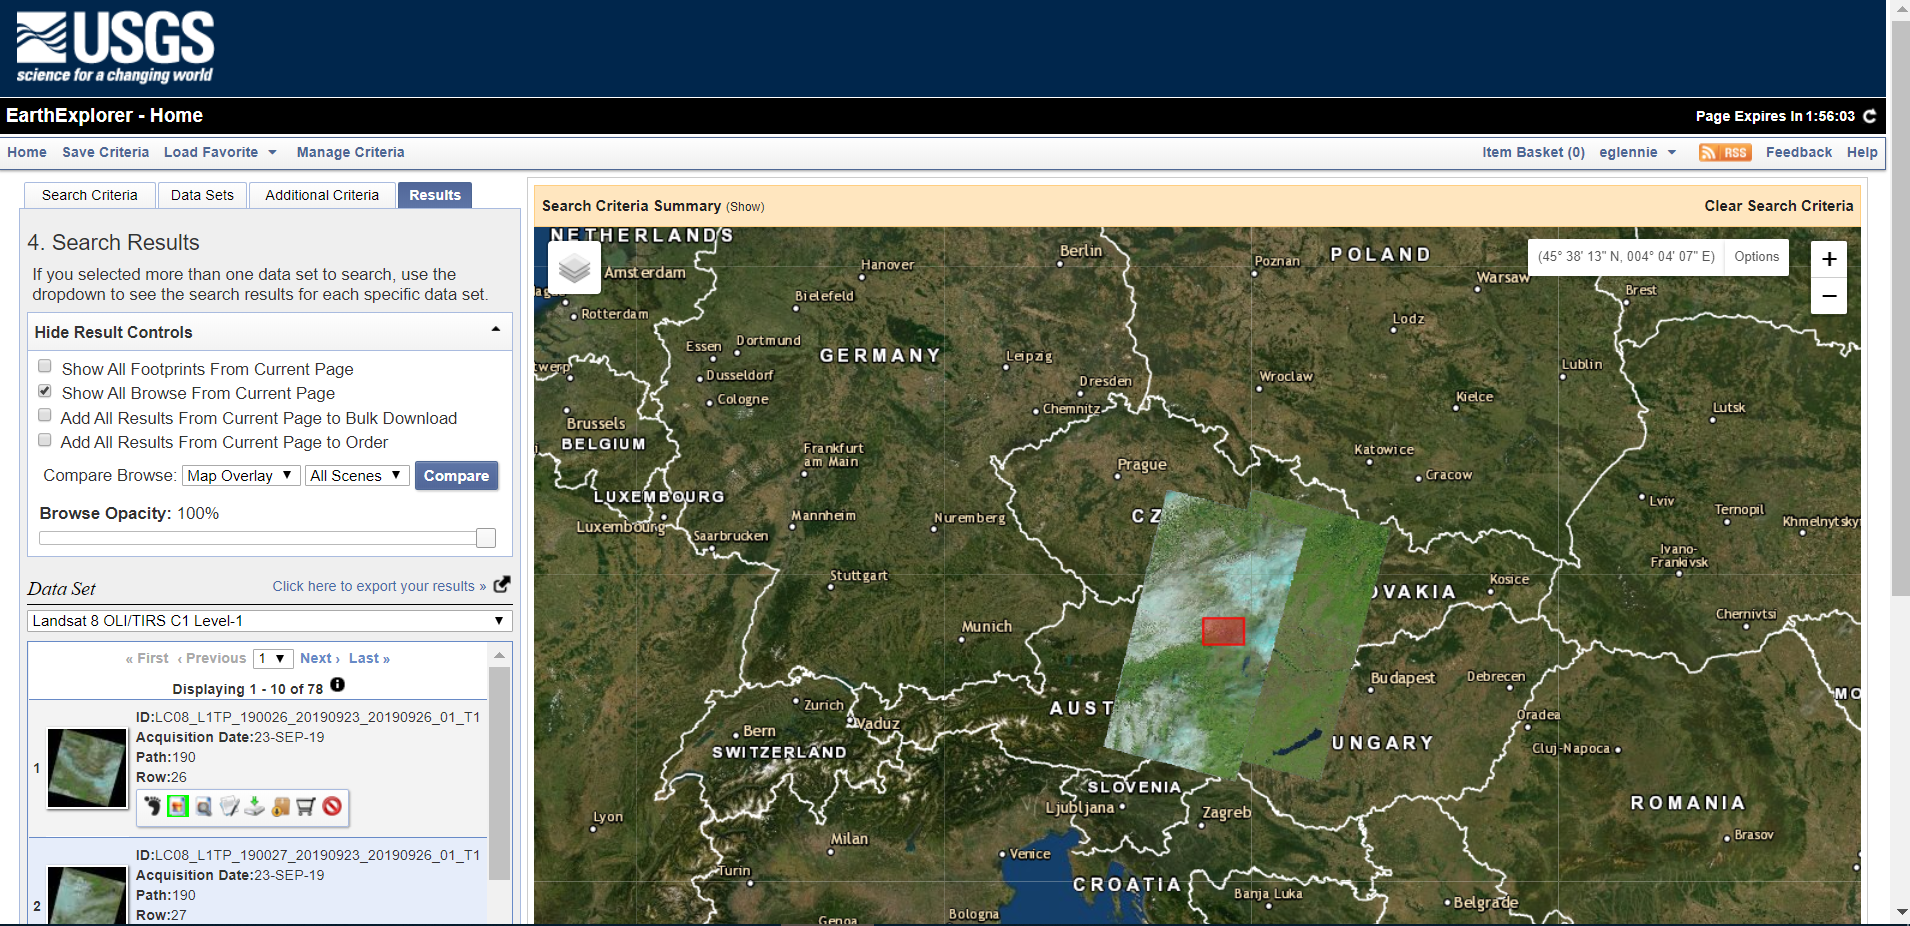 USGS
science for a changing world
EarthExplorer - Home
Page Expires In 1:56:03
Home Save Criteria Load Favorite Manage Criteria
Item Basket (0) eglennie RSS Feedback Help
Search Criteria Data Sets Additional Criteria Results
4. Search Results
If you selected more than one data set to search, use the
dropdown to see the search results for each specific data set.
Hide Result Controls
Show All Footprints From Current Page
Show All Browse From Current Page
Add All Results From Current Page to Bulk Download
Add All Results From Current Page to Order
Compare Browse: Map Overlay All Scenes Compare
Browse Opacity: 100%
Data Set
Click here to export your results »
Landsat 8 OLI/TIRS C1 Level-1
« First ‹ Previous 1 Next › Last »
Displaying 1 - 10 of 78
1
ID:LC08_L1TP_190026_20190923_20190926_01_T1
Acquisition Date:23-SEP-19
Path:190
Row:26
2
ID:LC08_L1TP_190027_20190923_20190926_01_T1
Acquisition Date:23-SEP-19
Path:190
Row:27
Search Criteria Summary (Show)
Clear Search Criteria
(45° 38' 13" N, 004° 04' 07" E) Options
+
−
NETHERLANDS
Amsterdam
Rotterdam
Hanover
Berlin
Poznan
POLAND
Warsaw
Brest
Bielefeld
Lodz
Essen
Dortmund
GERMANY
Leipzig
Dusseldorf
Cologne
Dresden
Chemnitz
Wroclaw
Lublin
Kielce
Lutsk
Brussels
BELGIUM
Frankfurt
am Main
Prague
Katowice
Cracow
LUXEMBOURG
Luxembourg
Mannheim
Saarbrucken
Nuremberg
CZ
Lviv
Ternopil
Khmelnytsky
Ivano-
Frankivsk
Stuttgart
OVAKIA
Kosice
Chernivtsi
Munich
Budapest
Debrecen
Zurich
Vaduz
AUST
Bern
SWITZERLAND
Oradea
Cluj-Napoca
MO
UNGARY
SLOVENIA
Ljubljana
Zagreb
ROMANIA
Brasov
Lyon
Milan
Venice
Turin
CROATIA
Banja Luka
Belgrade
Genoa
Bologna